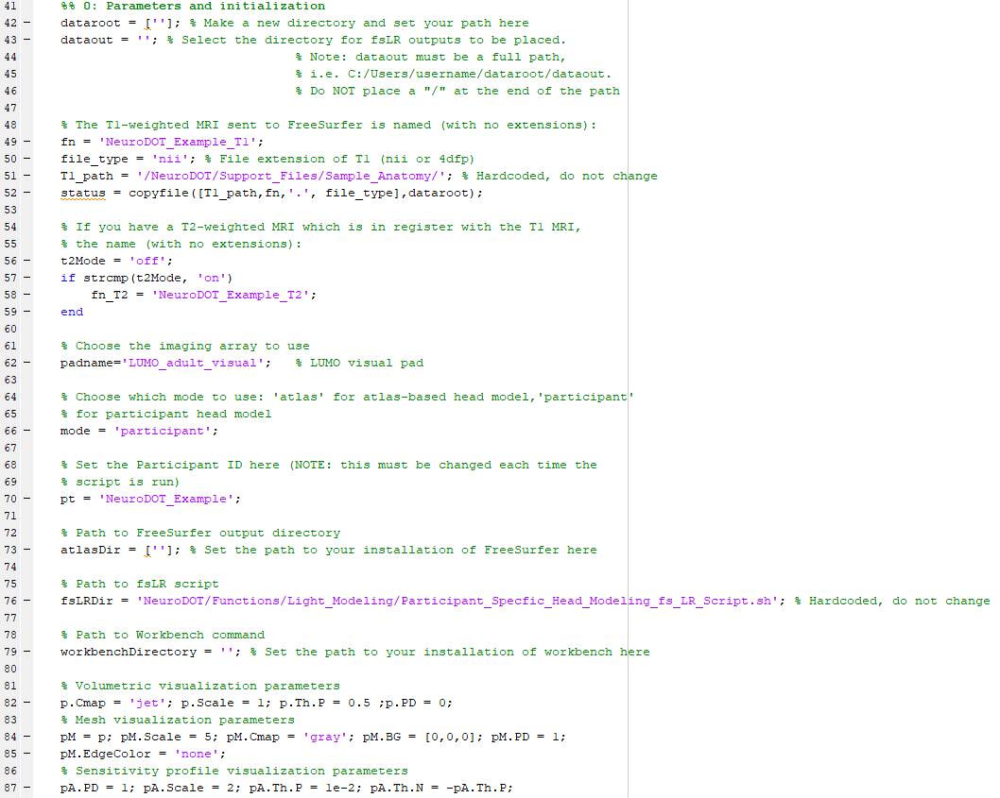 41 %% 0: Parameters and initialization
42 - dataroot = ['']; % Make a new directory and set your path here
43 - dataout = ''; % Select the directory for fsLR outputs to be placed.
44 % Note: dataout must be a full path,
45 % i.e. C:/Users/username/dataroot/dataout.
46 % Do NOT place a "/" at the end of the path
47
48 % The T1-weighted MRI sent to FreeSurfer is named (with no extensions):
49 - fn = 'NeuroDOT_Example_T1';
50 - file_type = 'nii'; % File extension of T1 (nii or 4dfp)
51 - T1_path = '/NeuroDOT/Support_Files/Sample_Anatomy/'; % Hardcoded, do not change
52 - status = copyfile([T1_path,fn,'.', file_type],dataroot);
53
54 % If you have a T2-weighted MRI which is in register with the T1 MRI,
55 % the name (with no extensions):
56 - t2Mode = 'off';
57 - if strcmp(t2Mode, 'on')
58 - fn_T2 = 'NeuroDOT_Example_T2';
59 - end
60
61 % Choose the imaging array to use
62 - padname='LUMO_adult_visual'; % LUMO visual pad
63
64 % Choose which mode to use: 'atlas' for atlas-based head model,'participant'
65 % for participant head model
66 - mode = 'participant';
67
68 % Set the Participant ID here (NOTE: this must be changed each time the
69 % script is run)
70 - pt = 'NeuroDOT_Example';
71
72 % Path to FreeSurfer output directory
73 - atlasDir = ['']; % Set the path to your installation of FreeSurfer here
74
75 % Path to fsLR script
76 - fsLRDir = 'NeuroDOT/Functions/Light_Modeling/Participant_Specfic_Head_Modeling_fs_LR_Script.sh'; % Hardcoded, do not change
77
78 % Path to Workbench command
79 - workbenchDirectory = ''; % Set the path to your installation of workbench here
80
81 % Volumetric visualization parameters
82 - p.Cmap = 'jet'; p.Scale = 1; p.Th.P = 0.5 ;p.PD = 0;
83 % Mesh visualization parameters
84 - pM = p; pM.Scale = 5; pM.Cmap = 'gray'; pM.BG = [0,0,0]; pM.PD = 1;
85 - pM.EdgeColor = 'none';
86 % Sensitivity profile visualization parameters
87 - pA.PD = 1; pA.Scale = 2; pA.Th.P = 1e-2; pA.Th.N = -pA.Th.P;